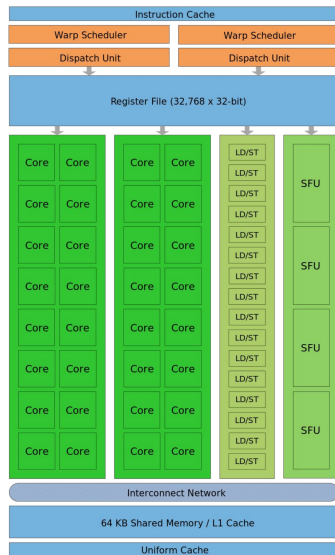 Instruction Cache
Warp Scheduler Warp Scheduler
Dispatch Unit Dispatch Unit
Register File (32,768 x 32-bit)
Core Core Core Core LD/ST SFU
LD/ST
Core Core Core Core LD/ST
LD/ST
Core Core Core Core LD/ST SFU
LD/ST
Core Core Core Core LD/ST
LD/ST
Core Core Core Core LD/ST SFU
LD/ST
Core Core Core Core LD/ST
LD/ST
Core Core Core Core LD/ST SFU
LD/ST
Core Core Core Core LD/ST
LD/ST
Interconnect Network
64 KB Shared Memory / L1 Cache
Uniform Cache